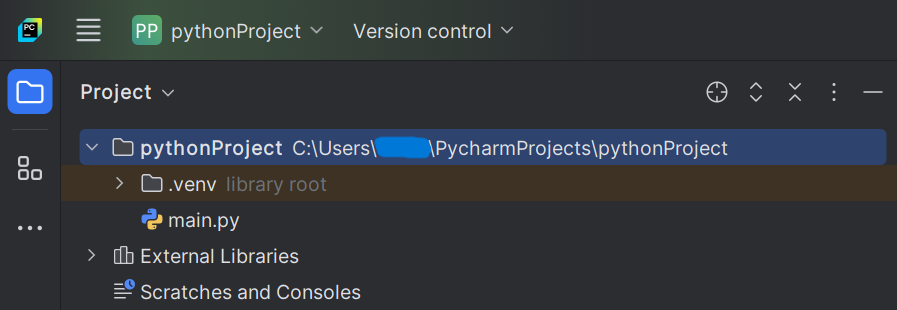 PC PP pythonProject Version control
Project
pythonProject C:\Users\ \PycharmProjects\pythonProject
.venv library root
main.py
External Libraries
Scratches and Consoles